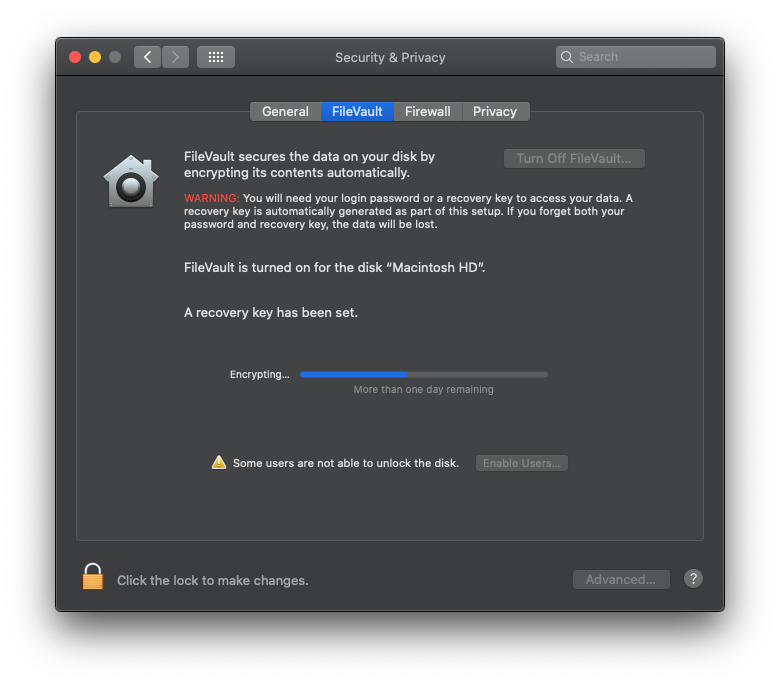 Security & Privacy
Search
General
FileVault
Firewall
Privacy
FileVault secures the data on your disk by
encrypting its contents automatically.
Turn Off FileVault...
WARNING: You will need your login password or a recovery key to access your data. A
recovery key is automatically generated as part of this setup. If you forget both your
password and recovery key, the data will be lost.
FileVault is turned on for the disk “Macintosh HD”.
A recovery key has been set.
Encrypting...
More than one day remaining
Some users are not able to unlock the disk.
Enable Users...
Click the lock to make changes.
Advanced...
?